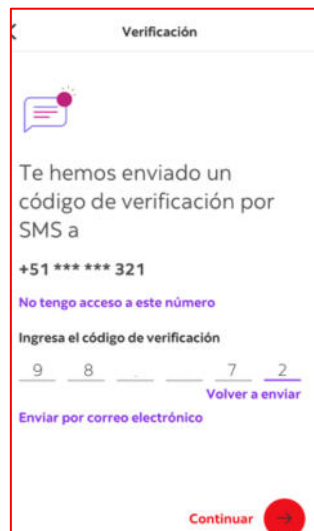 Verificación
Te hemos enviado un
código de verificación por
SMS a
+51 *** *** 321
No tengo acceso a este número
Ingresa el código de verificación
9 8 . 7 2
Volver a enviar
Enviar por correo electrónico
Continuar →